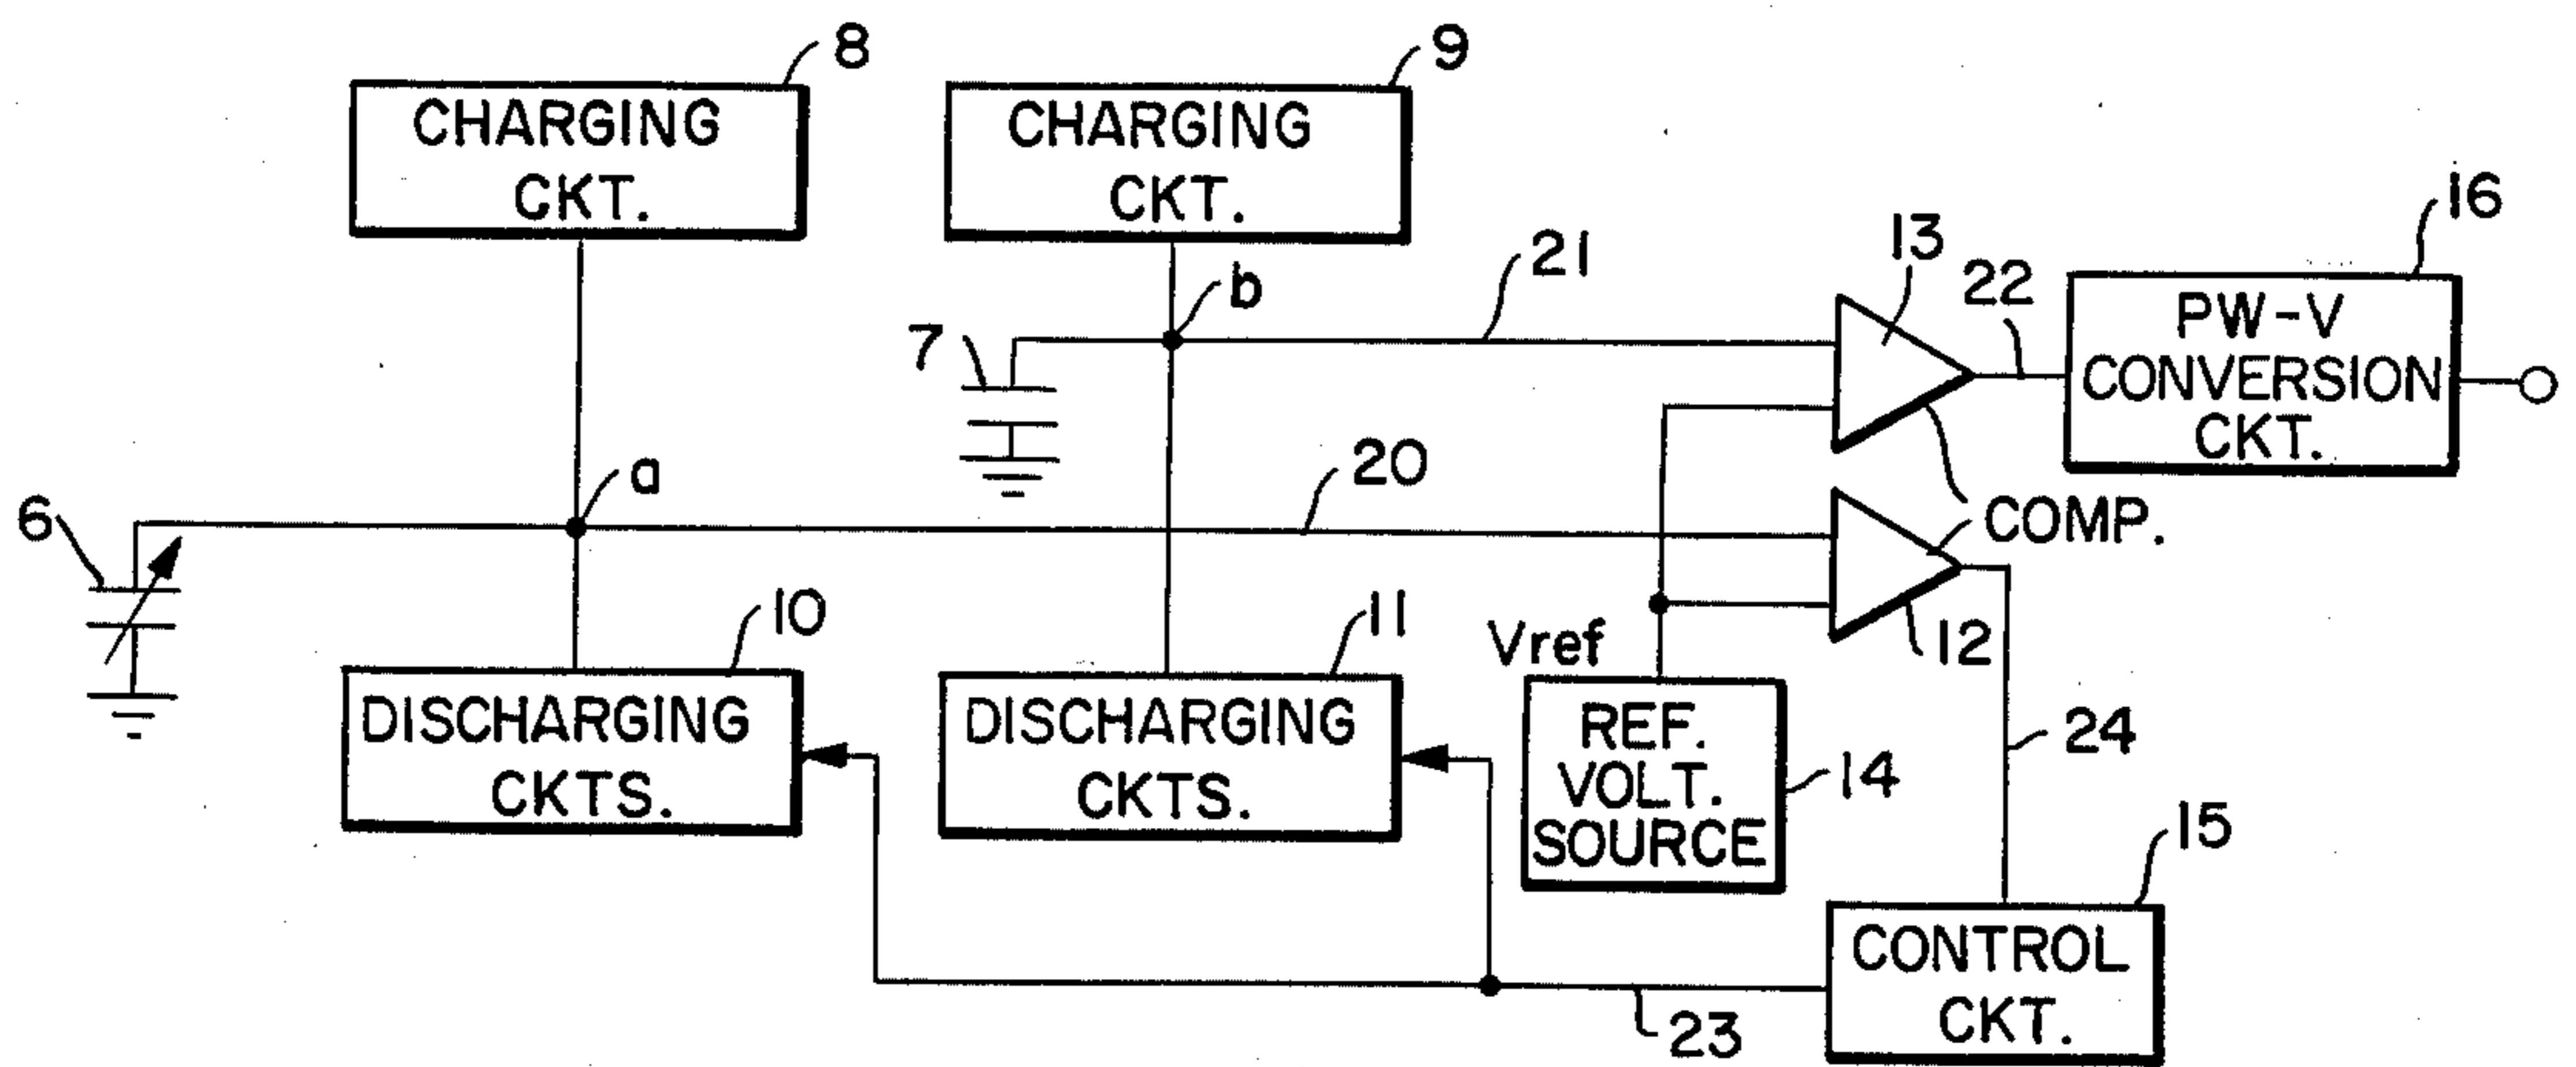 8
9
CHARGING
CKT.
CHARGING
CKT.
16
13
21
22
b
PW-V
CONVERSION
CKT.
7
20
a
6
COMP.
10
11
12
Vref
DISCHARGING
CKTS.
DISCHARGING
CKTS.
REF.
VOLT.
SOURCE
14
24
15
CONTROL
CKT.
23